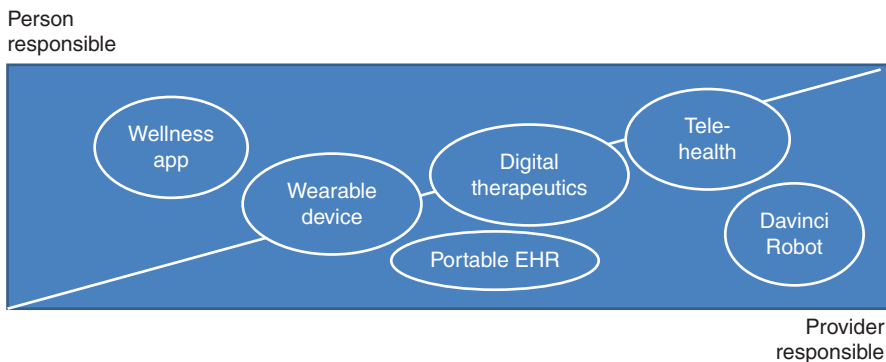 Person
responsible
Wellness
app
Wearable
device
Digital
therapeutics
Portable EHR
Tele-
health
Davinci
Robot
Provider
responsible